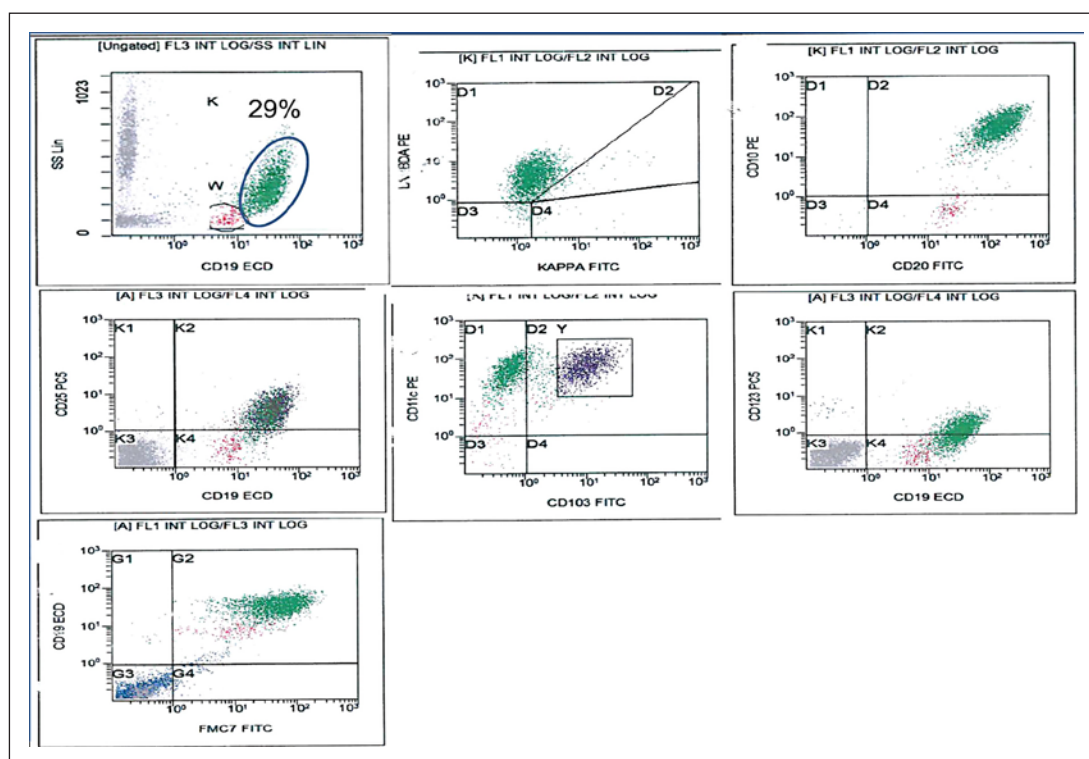 [Ungated] FL3 INT LOG/SS INT LIN
K
29%
W
1023
SS Lin
0
10⁰ 10¹ 10² 10³
CD19 ECD
[K] FL1 INT LOG/FL2 INT LOG
D1 D2
D3 D4
10³
10²
10¹
10⁰
10⁰ 10¹ 10² 10³
KAPPA FITC
FL1 INT LOG/FL2 INT LOG
D1 D2
D3 D4
10³
10²
10¹
10⁰
CD10 PE
10⁰ 10¹ 10² 10³
CD20 FITC
[A] FL3 INT LOG/FL4 INT LOG
K1 K2
K3 K4
10³
10²
10¹
10⁰
CD25 PC5
10⁰ 10¹ 10² 10³
CD19 ECD
FL1 INT LOG/FL2 INT LOG
D1 D2 Y
D3 D4
10³
10²
10¹
10⁰
CD11c PE
10⁰ 10¹ 10² 10³
CD103 FITC
[A] FL3 INT LOG/FL4 INT LOG
K1 K2
K3 K4
10³
10²
10¹
10⁰
CD123 PC5
10⁰ 10¹ 10² 10³
CD19 ECD
[A] FL1 INT LOG/FL3 INT LOG
G1 G2
G3 G4
10³
10²
10¹
10⁰
CD19 ECD
10⁰ 10¹ 10² 10³
FMC7 FITC